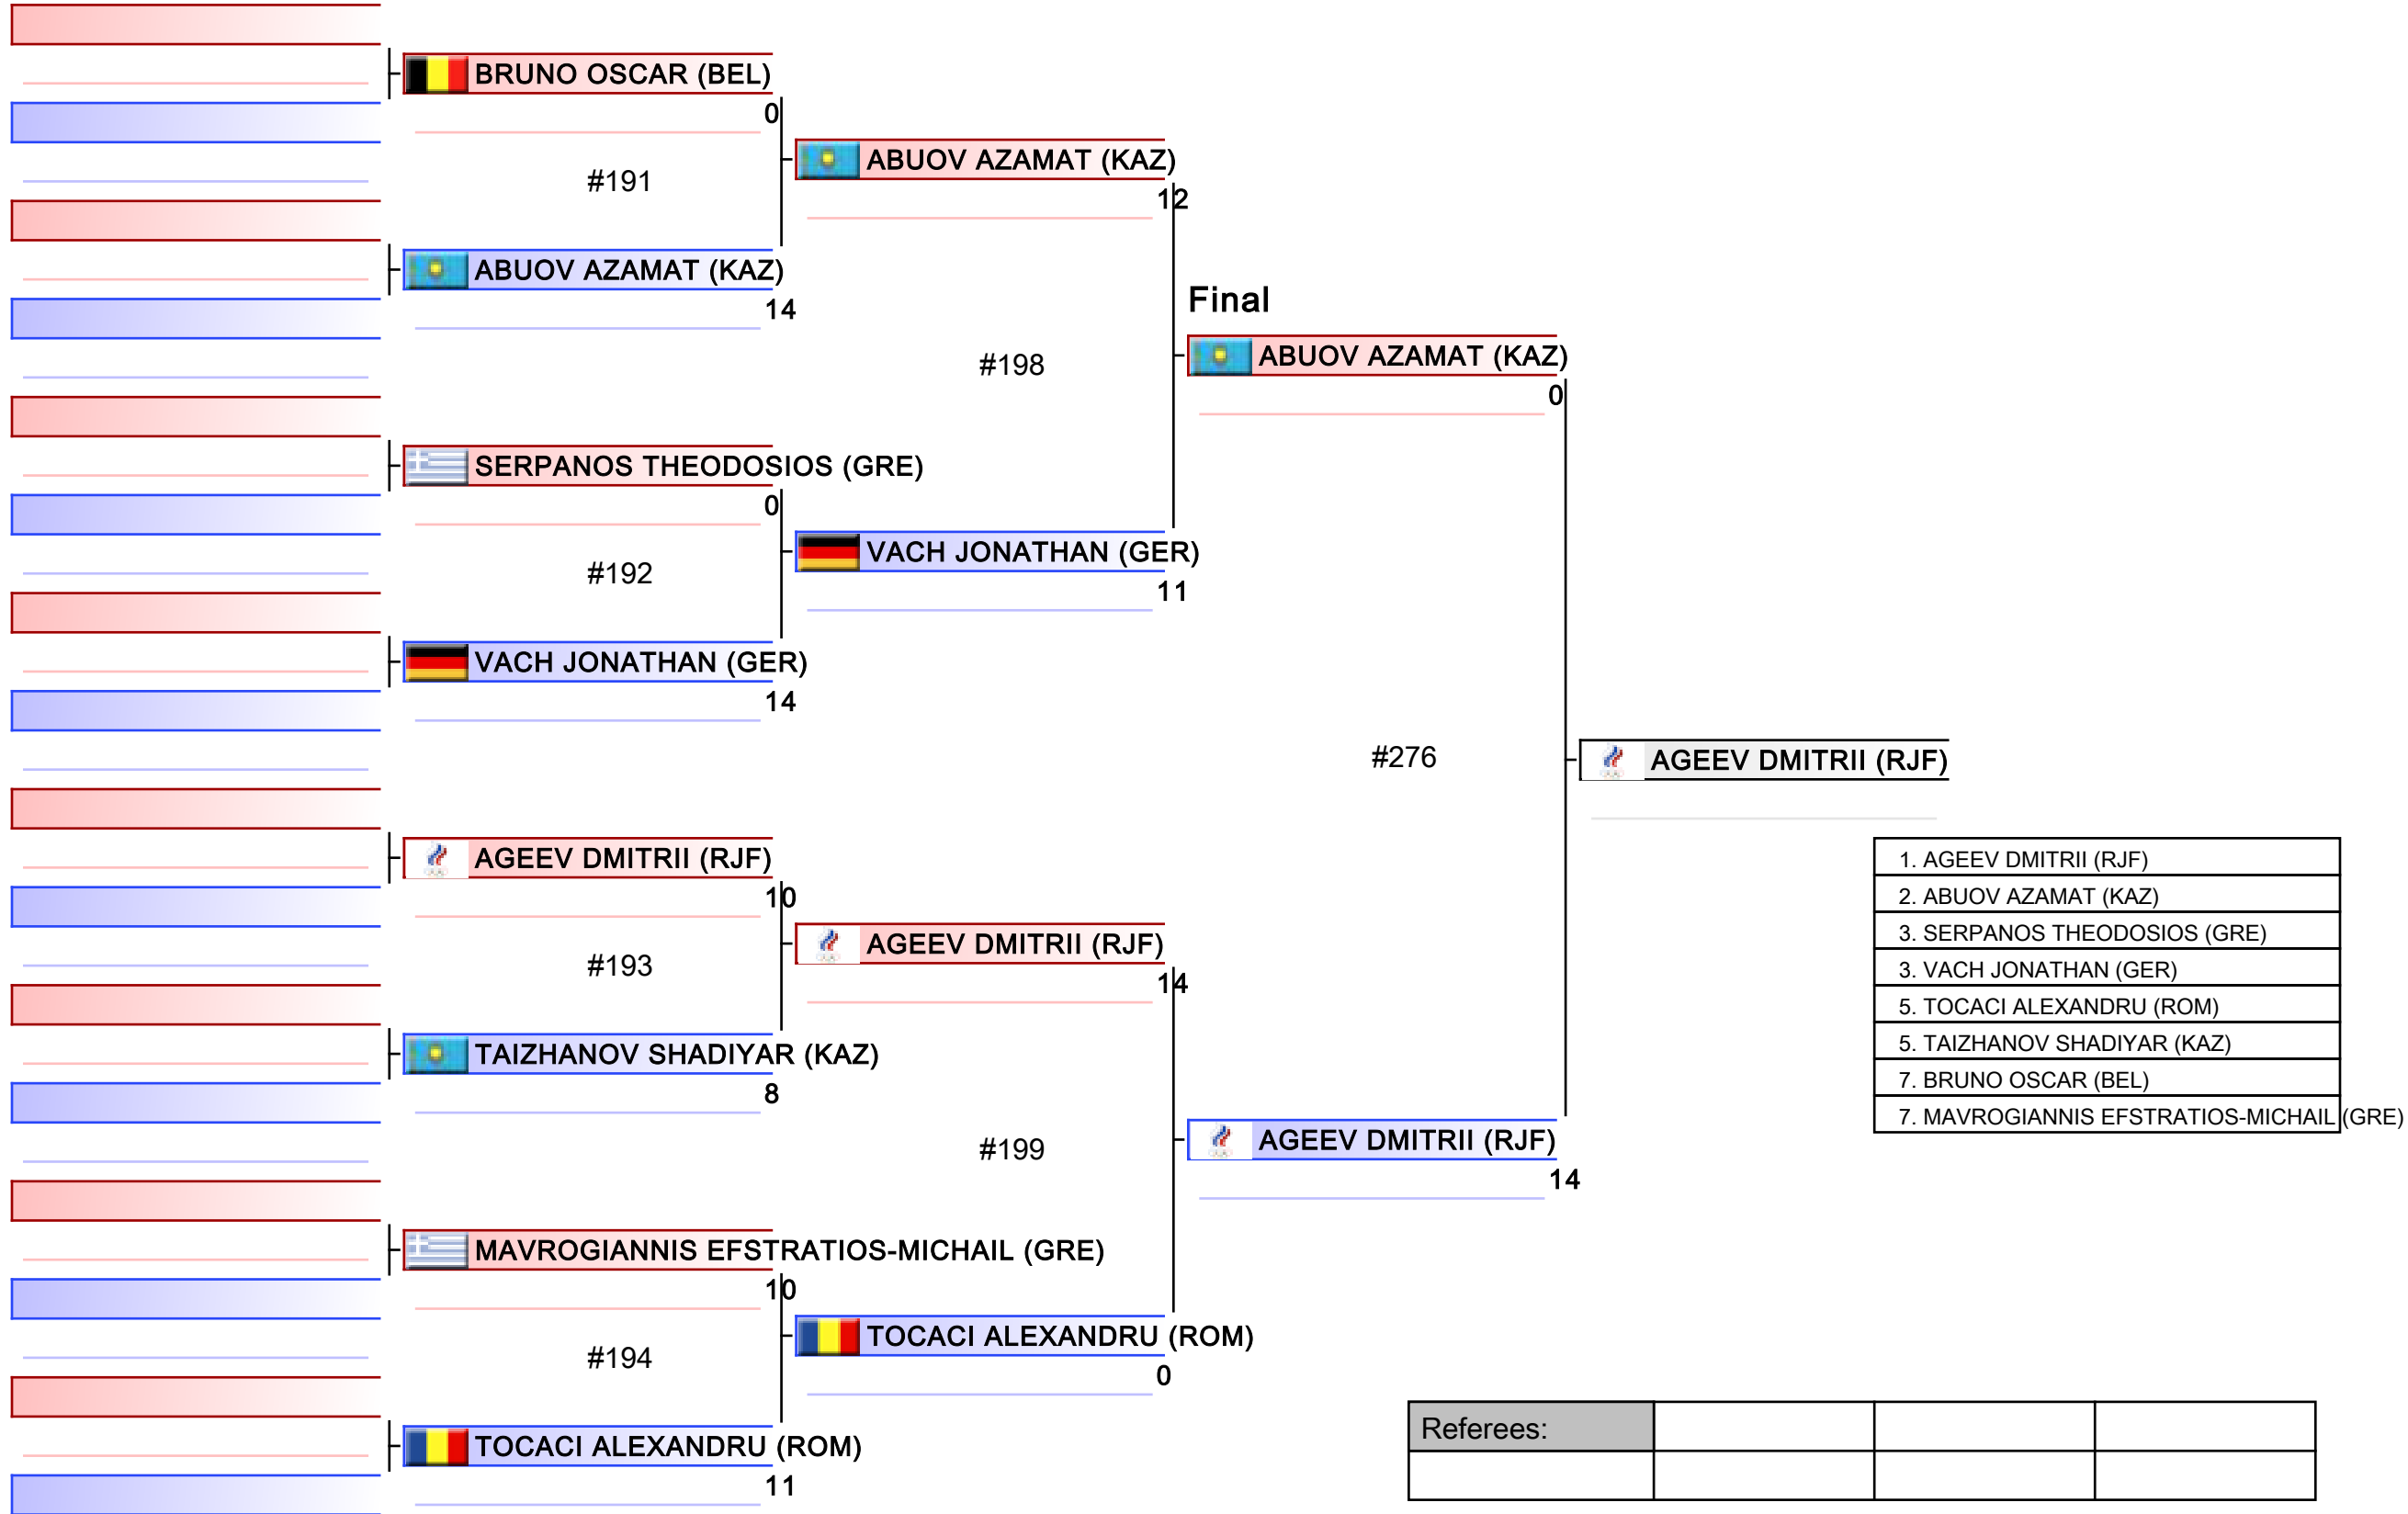 BRUNO OSCAR (BEL)
0
#191
ABUOV AZAMAT (KAZ)
14
SERPANOS THEODOSIOS (GRE)
0
#192
VACH JONATHAN (GER)
14
AGEEV DMITRII (RJF)
10
#193
TAIZHANOV SHADIYAR (KAZ)
8
MAVROGIANNIS EFSTRATIOS-MICHAIL (GRE)
10
#194
TOCACI ALEXANDRU (ROM)
11
ABUOV AZAMAT (KAZ)
12
#198
VACH JONATHAN (GER)
11
AGEEV DMITRII (RJF)
14
#199
TOCACI ALEXANDRU (ROM)
0
Final
ABUOV AZAMAT (KAZ)
0
#276
AGEEV DMITRII (RJF)
14
AGEEV DMITRII (RJF)
1. AGEEV DMITRII (RJF)
2. ABUOV AZAMAT (KAZ)
3. SERPANOS THEODOSIOS (GRE)
3. VACH JONATHAN (GER)
5. TOCACI ALEXANDRU (ROM)
5. TAIZHANOV SHADIYAR (KAZ)
7. BRUNO OSCAR (BEL)
7. MAVROGIANNIS EFSTRATIOS-MICHAIL (GRE)
Referees: